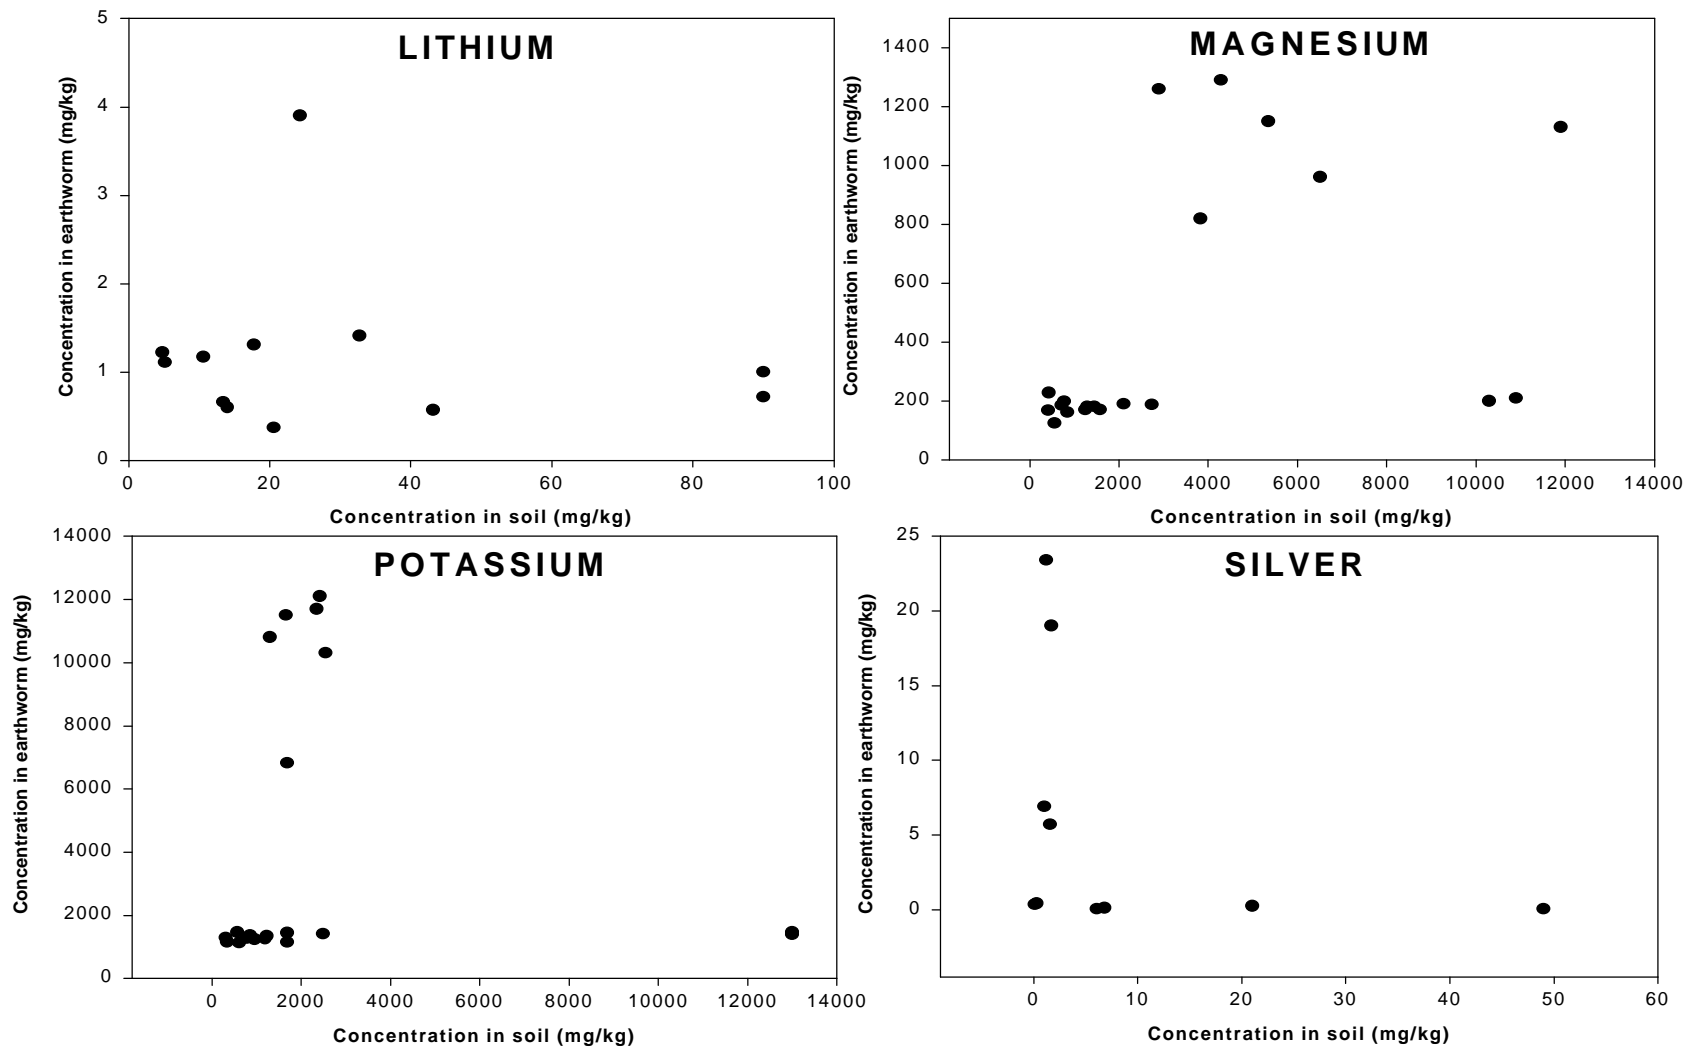 LITHIUM
Concentration in earthworm (mg/kg)
5
4
3
2
1
0
0 20 40 60 80 100
Concentration in soil (mg/kg)
MAGNESIUM
Concentration in earthworm (mg/kg)
1400
1200
1000
800
600
400
200
0
0 2000 4000 6000 8000 10000 12000 14000
Concentration in soil (mg/kg)
POTASSIUM
Concentration in earthworm (mg/kg)
14000
12000
10000
8000
6000
4000
2000
0
0 2000 4000 6000 8000 10000 12000 14000
Concentration in soil (mg/kg)
SILVER
Concentration in earthworm (mg/kg)
25
20
15
10
5
0
0 10 20 30 40 50 60
Concentration in soil (mg/kg)